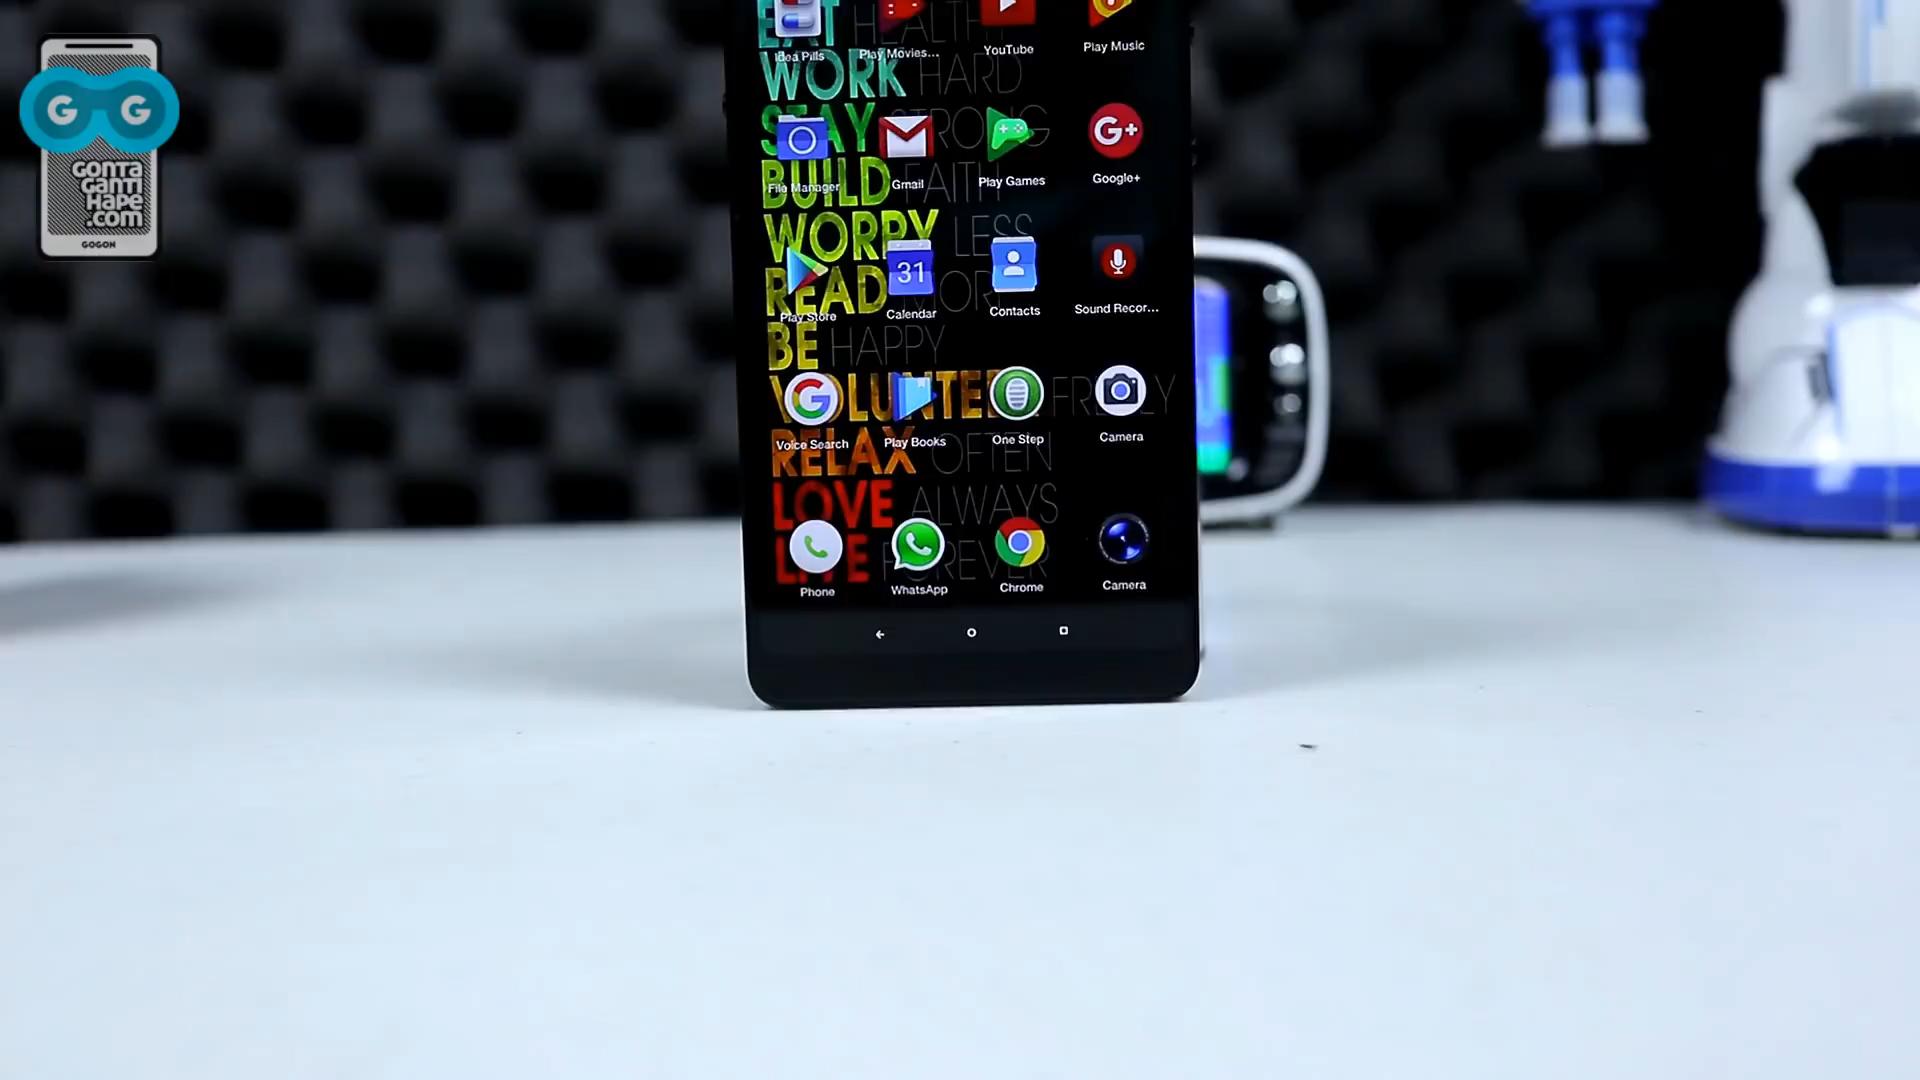 G G
GONTA
GANTI
HAPE
.com
GOGON
EAT HEALTHY
Idea Pills Play Movies... YouTube Play Music
WORK HARD
STAY STRONG
File Manager Gmail Play Games Google+
BUILD FAITH
WORRY LESS
31
READ MORE
Play Store Calendar Contacts Sound Recor...
BE HAPPY
VOLUNTEER FREELY
Voice Search Play Books One Step Camera
RELAX OFTEN
LOVE ALWAYS
LIVE FOREVER
Phone WhatsApp Chrome Camera